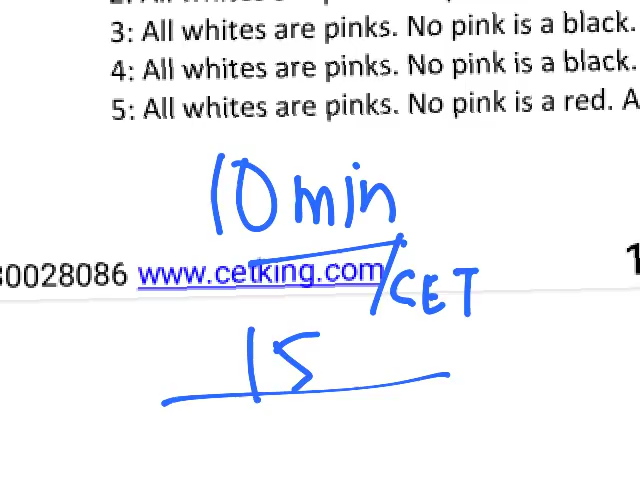 3: All whites are pinks. No pink is a black.
4: All whites are pinks. No pink is a black.
5: All whites are pinks. No pink is a red. A
10 min
30028086 www.cetking.com
/CET
15